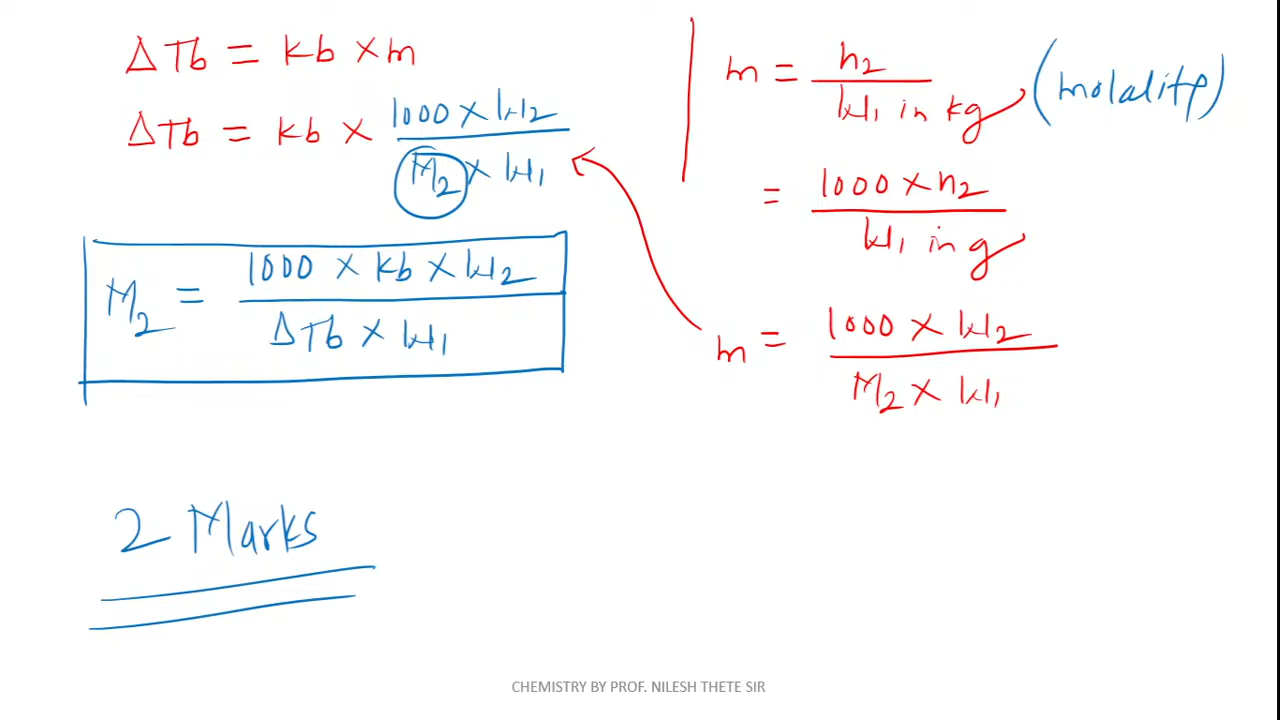 ΔTb = Kb × m
ΔTb = Kb × 1000 × W2 / M2 × W1
M2 = 1000 × Kb × W2 / ΔTb × W1
2 Marks
m = n2 / W1 in kg (molality)
= 1000 × n2 / W1 in g
m = 1000 × W2 / M2 × W1
CHEMISTRY BY PROF. NILESH THETE SIR